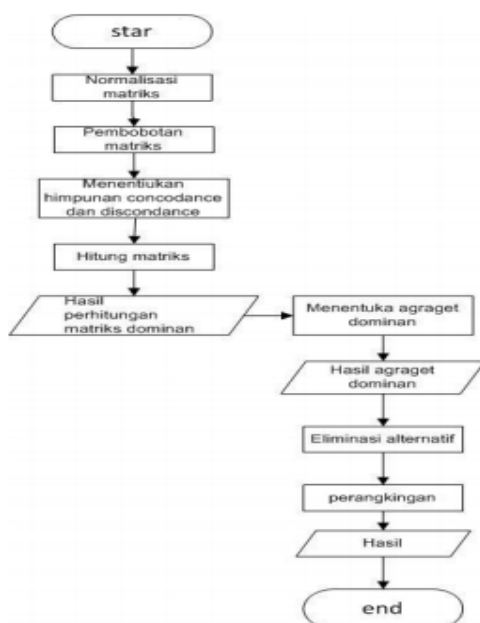 star
Normalisasi
matriks
Pembobotan
matriks
Menentiukan
himpunan concodance
dan discondance
Hitung matriks
Hasil
perhitungan
matriks dominan
Menentuka agraget
dominan
Hasil agraget
dominan
Eliminasi alternatif
perangkingan
Hasil
end